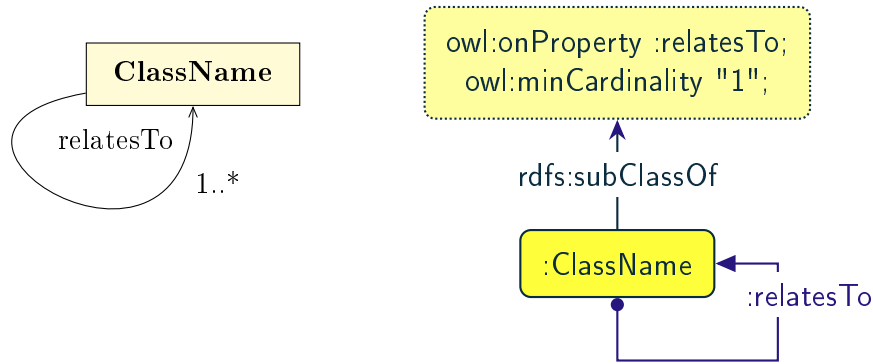 ClassName
relatesTo
1..*
owl:onProperty :relatesTo;
owl:minCardinality "1";
rdfs:subClassOf
:ClassName
:relatesTo